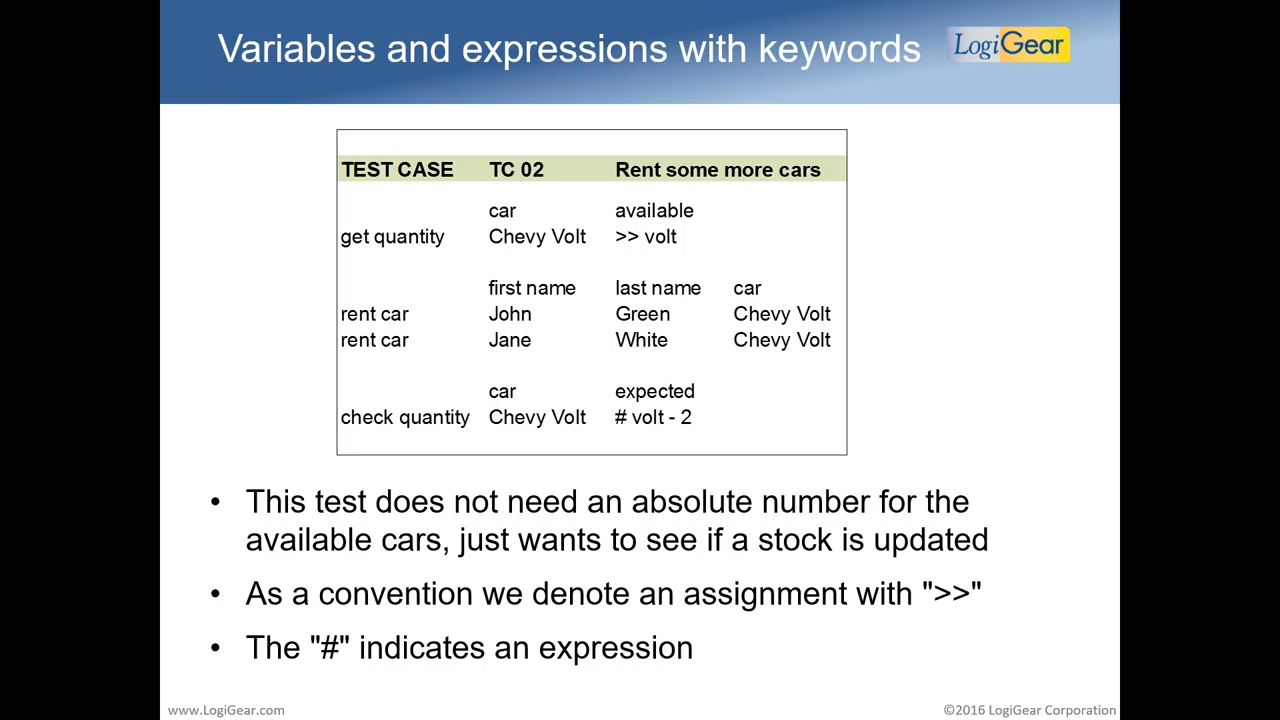 Variables and expressions with keywords
LogiGear
TEST CASE TC 02 Rent some more cars
car available
get quantity Chevy Volt >> volt
first name last name car
rent car John Green Chevy Volt
rent car Jane White Chevy Volt
car expected
check quantity Chevy Volt # volt - 2
• This test does not need an absolute number for the
available cars, just wants to see if a stock is updated
• As a convention we denote an assignment with ">>"
• The "#" indicates an expression
www.LogiGear.com ©2016 LogiGear Corporation